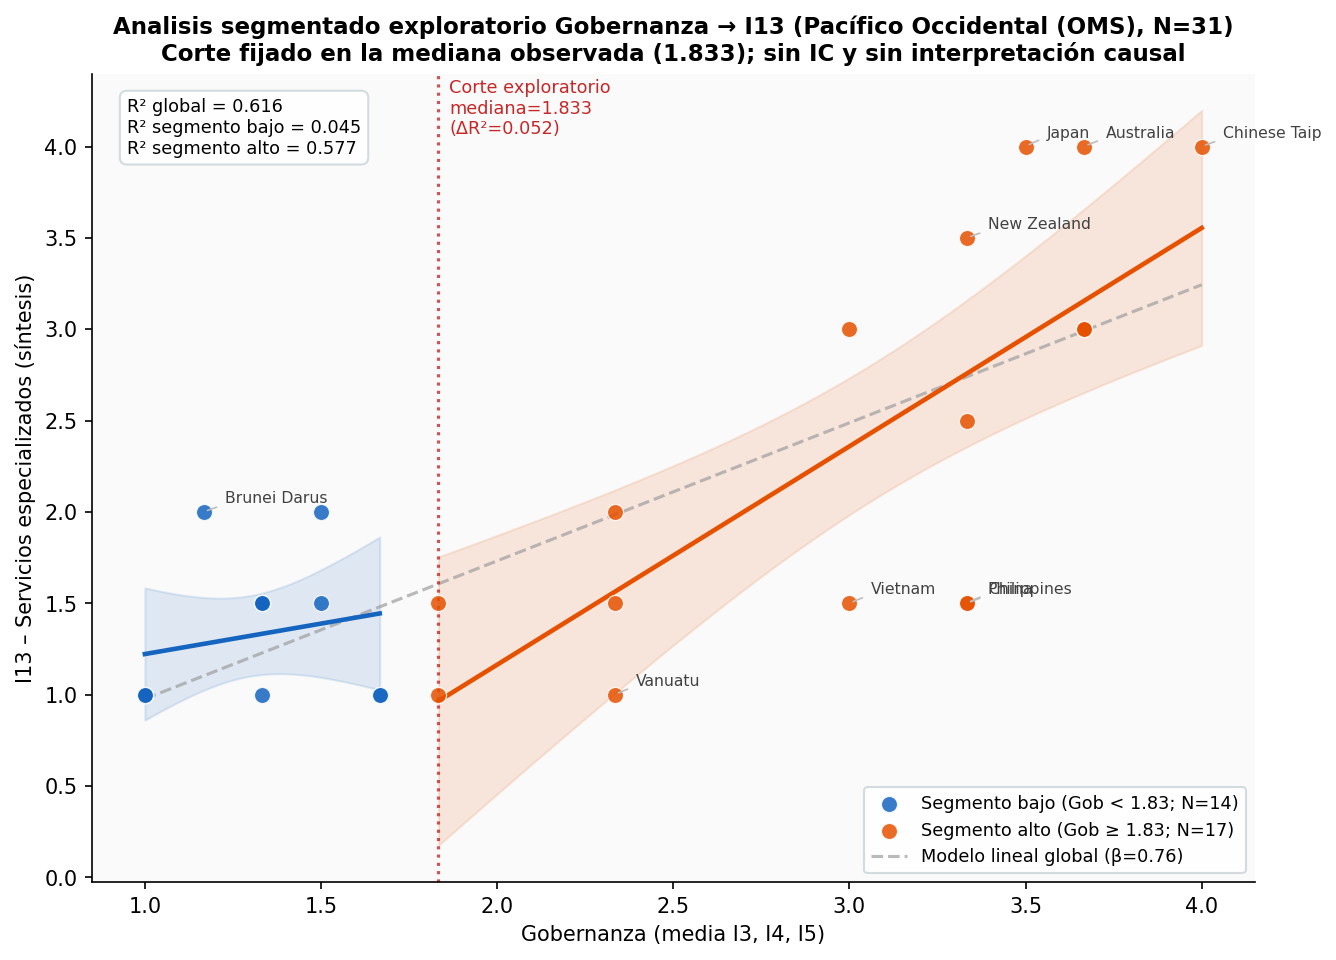 Analisis segmentado exploratorio Gobernanza → I13 (Pacífico Occidental (OMS), N=31)
Corte fijado en la mediana observada (1.833); sin IC y sin interpretación causal
R² global = 0.616
R² segmento bajo = 0.045
R² segmento alto = 0.577
Corte exploratorio
mediana=1.833
(ΔR²=0.052)
Japan
Australia
Chinese Taip
New Zealand
Brunei Darus
Vietnam
Philippines
China
Vanuatu
I13 – Servicios especializados (síntesis)
4.0
3.5
3.0
2.5
2.0
1.5
1.0
0.5
0.0
Segmento bajo (Gob < 1.83; N=14)
Segmento alto (Gob ≥ 1.83; N=17)
Modelo lineal global (β=0.76)
1.0 1.5 2.0 2.5 3.0 3.5 4.0
Gobernanza (media I3, I4, I5)